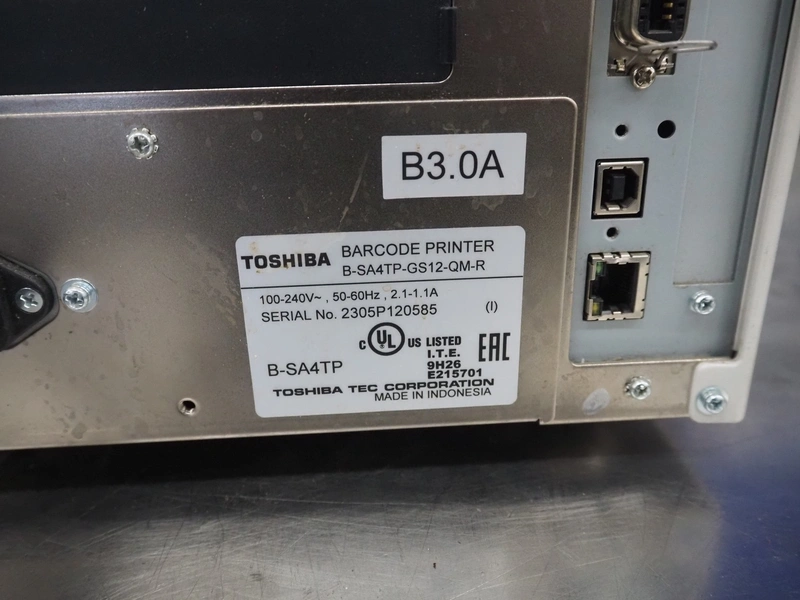 B3.0A
TOSHIBA BARCODE PRINTER
B-SA4TP-GS12-QM-R
100-240V~ , 50-60Hz , 2.1-1.1A
SERIAL No. 2305P120585 (I)
C UL US LISTED
I.T.E.
9H26
E215701
EAC
B-SA4TP
TOSHIBA TEC CORPORATION
MADE IN INDONESIA